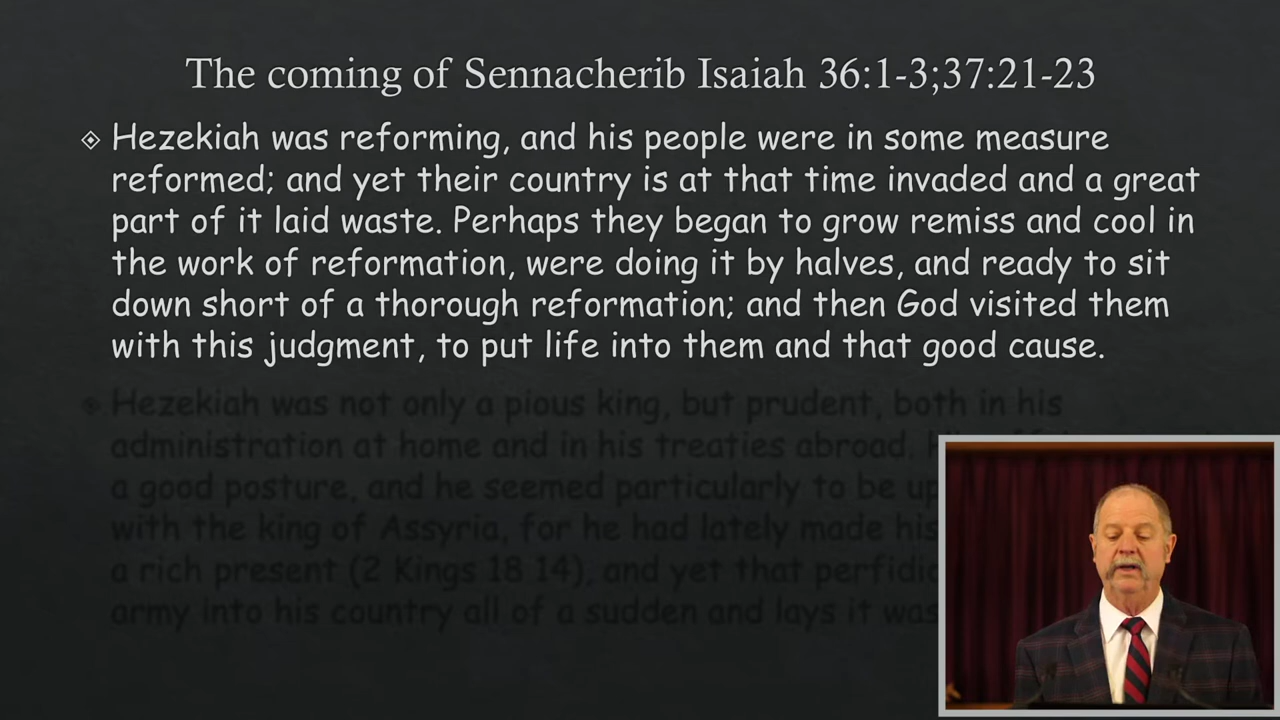 The coming of Sennacherib Isaiah 36:1-3;37:21-23
Hezekiah was reforming, and his people were in some measure
reformed; and yet their country is at that time invaded and a great
part of it laid waste. Perhaps they began to grow remiss and cool in
the work of reformation, were doing it by halves, and ready to sit
down short of a thorough reformation; and then God visited them
with this judgment, to put life into them and that good cause.
Hezekiah was not only a pious king, but prudent, both in his
administration at home and in his treaties abroad.
a good posture, and he seemed particularly to be
with the king of Assyria, for he had lately made his
a rich present (2 Kings 18 14), and yet that
army into his country all of a sudden and lays it